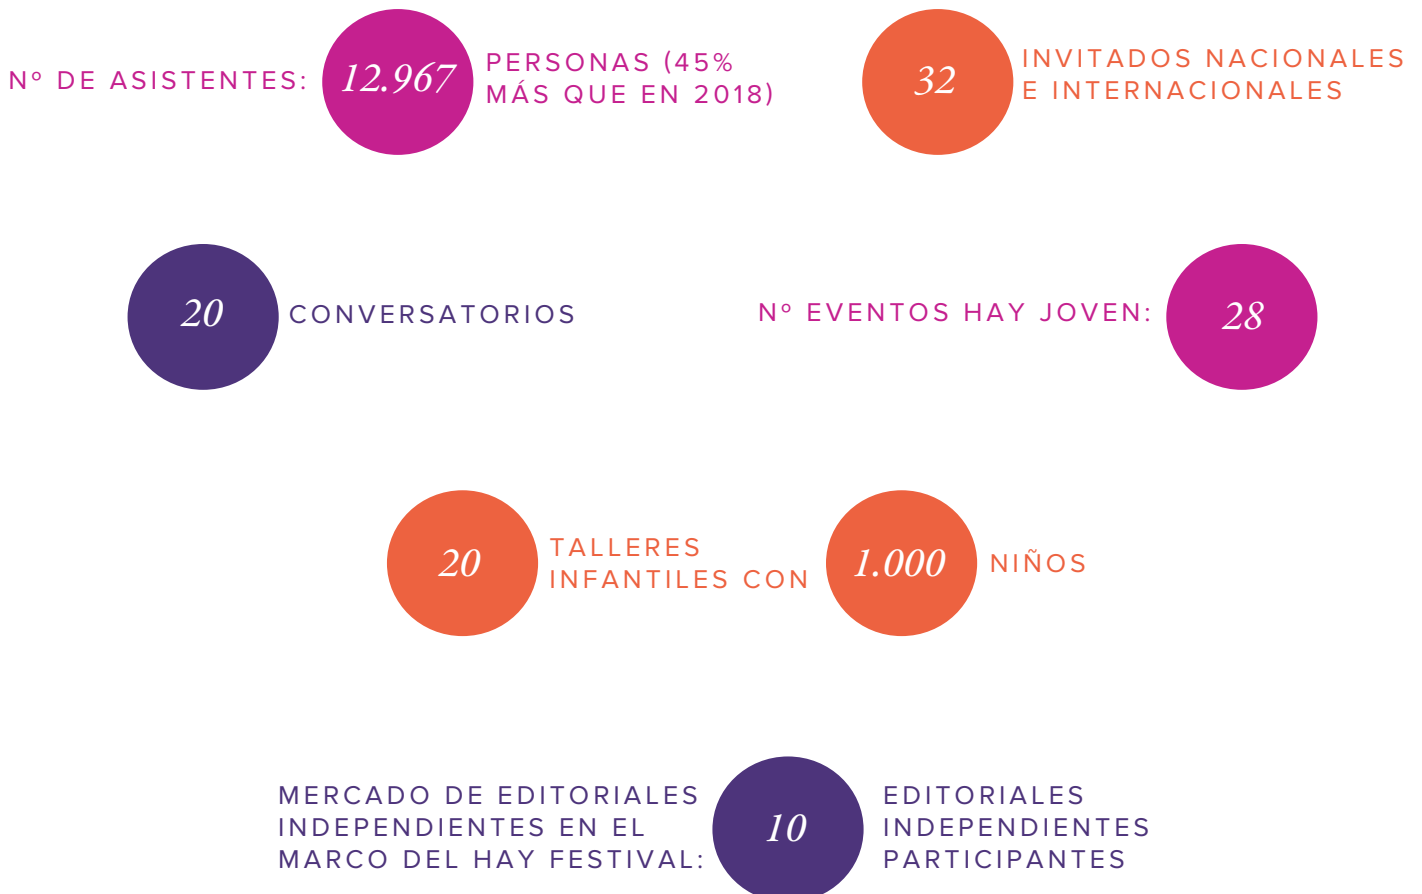 Nº DE ASISTENTES:
12.967
PERSONAS (45%
MÁS QUE EN 2018)
32
INVITADOS NACIONALES
E INTERNACIONALES
20
CONVERSATORIOS
Nº EVENTOS HAY JOVEN:
28
20
TALLERES
INFANTILES CON
1.000
NIÑOS
MERCADO DE EDITORIALES
INDEPENDIENTES EN EL
MARCO DEL HAY FESTIVAL:
10
EDITORIALES
INDEPENDIENTES
PARTICIPANTES